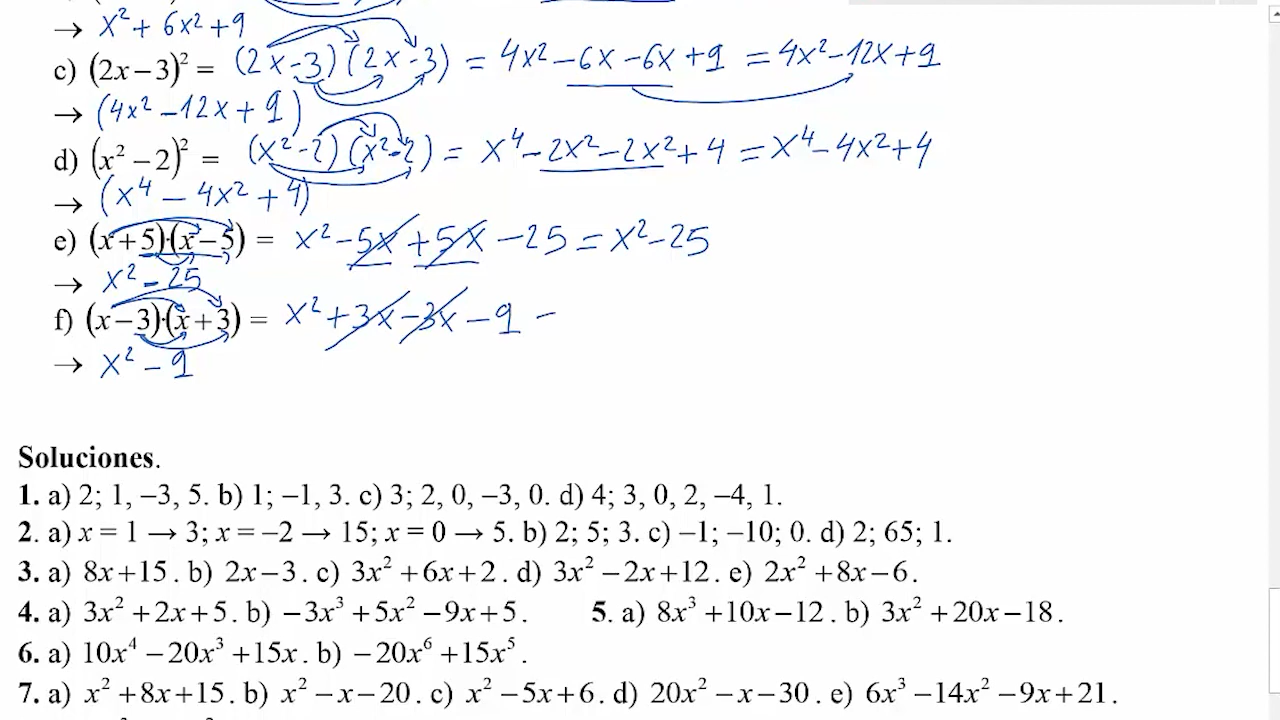 → x² + 6x² + 9
c) (2x−3)² = (2x−3)(2x−3) = 4x² −6x −6x +9 = 4x²−12x+9
→ (4x² −12x + 9)
d) (x²−2)² = (x²−2)(x²−2) = x⁴ −2x²−2x²+4 = x⁴−4x²+4
→ (x⁴ − 4x² + 4)
e) (x+5)·(x−5) = x² −5x +5x −25 = x²−25
→ x² − 25
f) (x−3)·(x+3) = x² +3x −3x −9 −
→ x² − 9
Soluciones.
1. a) 2; 1, −3, 5. b) 1; −1, 3. c) 3; 2, 0, −3, 0. d) 4; 3, 0, 2, −4, 1.
2. a) x = 1 → 3; x = −2 → 15; x = 0 → 5. b) 2; 5; 3. c) −1; −10; 0. d) 2; 65; 1.
3. a) 8x+15. b) 2x−3. c) 3x² +6x+2. d) 3x² −2x+12. e) 2x² +8x−6.
4. a) 3x² +2x+5. b) −3x³ +5x² −9x+5. 5. a) 8x³ +10x−12. b) 3x² +20x−18.
6. a) 10x⁴ −20x³ +15x. b) −20x⁶ +15x⁵.
7. a) x² +8x+15. b) x² −x−20. c) x² −5x+6. d) 20x² −x−30. e) 6x³ −14x² −9x+21.